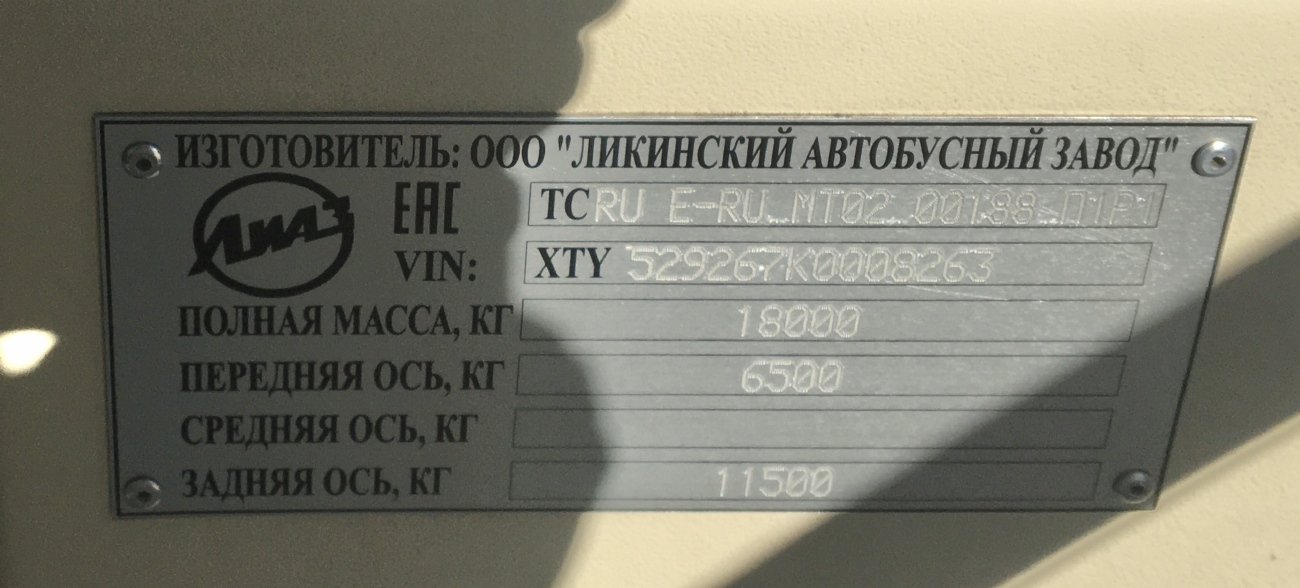 ИЗГОТОВИТЕЛЬ: ООО "ЛИКИНСКИЙ АВТОБУСНЫЙ ЗАВОД"
ЛИАЗ
ЕАС
ТС RU E-RU.MT02.00188.П1Р1
VIN: XTY 529267K0008263
ПОЛНАЯ МАССА, КГ 18000
ПЕРЕДНЯЯ ОСЬ, КГ 6500
СРЕДНЯЯ ОСЬ, КГ
ЗАДНЯЯ ОСЬ, КГ 11500